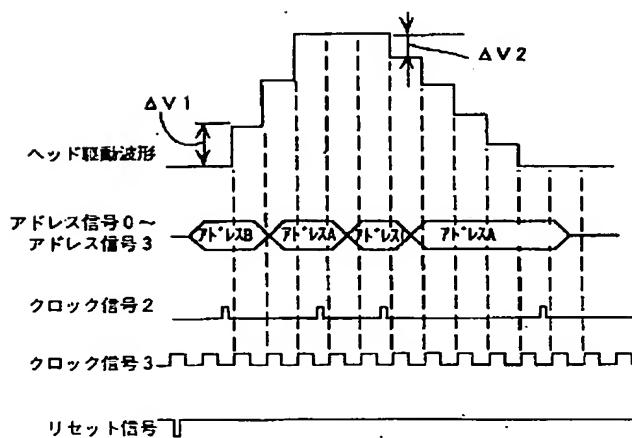 ΔV2
ΔV1
ヘッド駆動波形
アドレス信号0～
アドレス信号3
アドレスB
アドレスA
アドレス
アドレスA
クロック信号2
クロック信号3
リセット信号